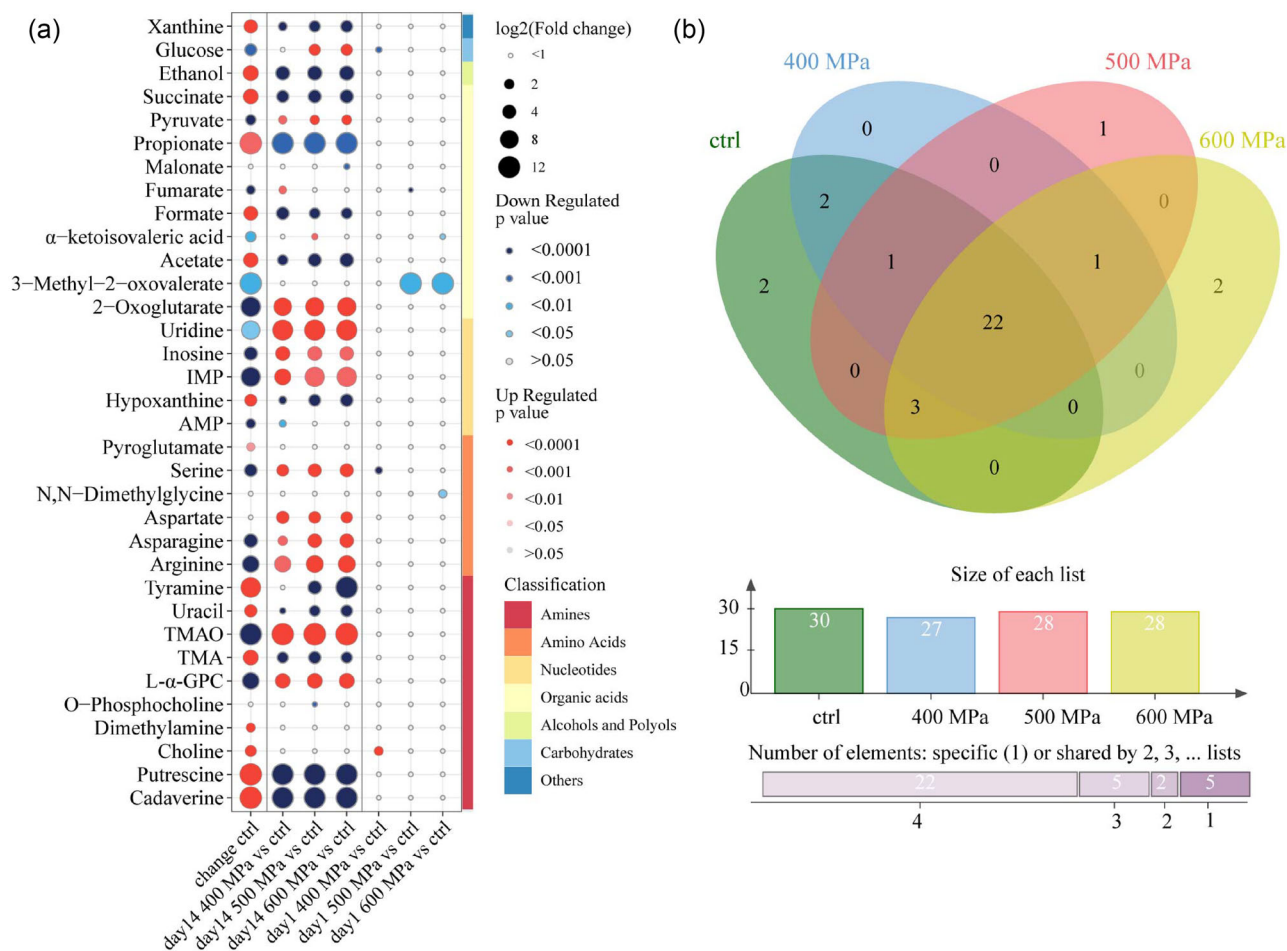 (a)
Xanthine
Glucose
Ethanol
Succinate
Pyruvate
Propionate
Malonate
Fumarate
Formate
α−ketoisovaleric acid
Acetate
3−Methyl−2−oxovalerate
2−Oxoglutarate
Uridine
Inosine
IMP
Hypoxanthine
AMP
Pyroglutamate
Serine
N,N−Dimethylglycine
Aspartate
Asparagine
Arginine
Tyramine
Uracil
TMAO
TMA
L-α-GPC
O−Phosphocholine
Dimethylamine
Choline
Putrescine
Cadaverine
change ctrl
day14 400 MPa vs ctrl
day14 500 MPa vs ctrl
day14 600 MPa vs ctrl
day1 400 MPa vs ctrl
day1 500 MPa vs ctrl
day1 600 MPa vs ctrl
log2(Fold change)
<1
2
4
8
12
Down Regulated
p value
<0.0001
<0.001
<0.01
<0.05
>0.05
Up Regulated
p value
<0.0001
<0.001
<0.01
<0.05
>0.05
Classification
Amines
Amino Acids
Nucleotides
Organic acids
Alcohols and Polyols
Carbohydrates
Others
(b)
400 MPa
500 MPa
ctrl
600 MPa
0
1
0
2
0
1
1
2
2
22
0
0
3
0
0
Size of each list
30
15
0
30
27
28
28
ctrl
400 MPa
500 MPa
600 MPa
Number of elements: specific (1) or shared by 2, 3, ... lists
22
5
2
5
4
3
2
1